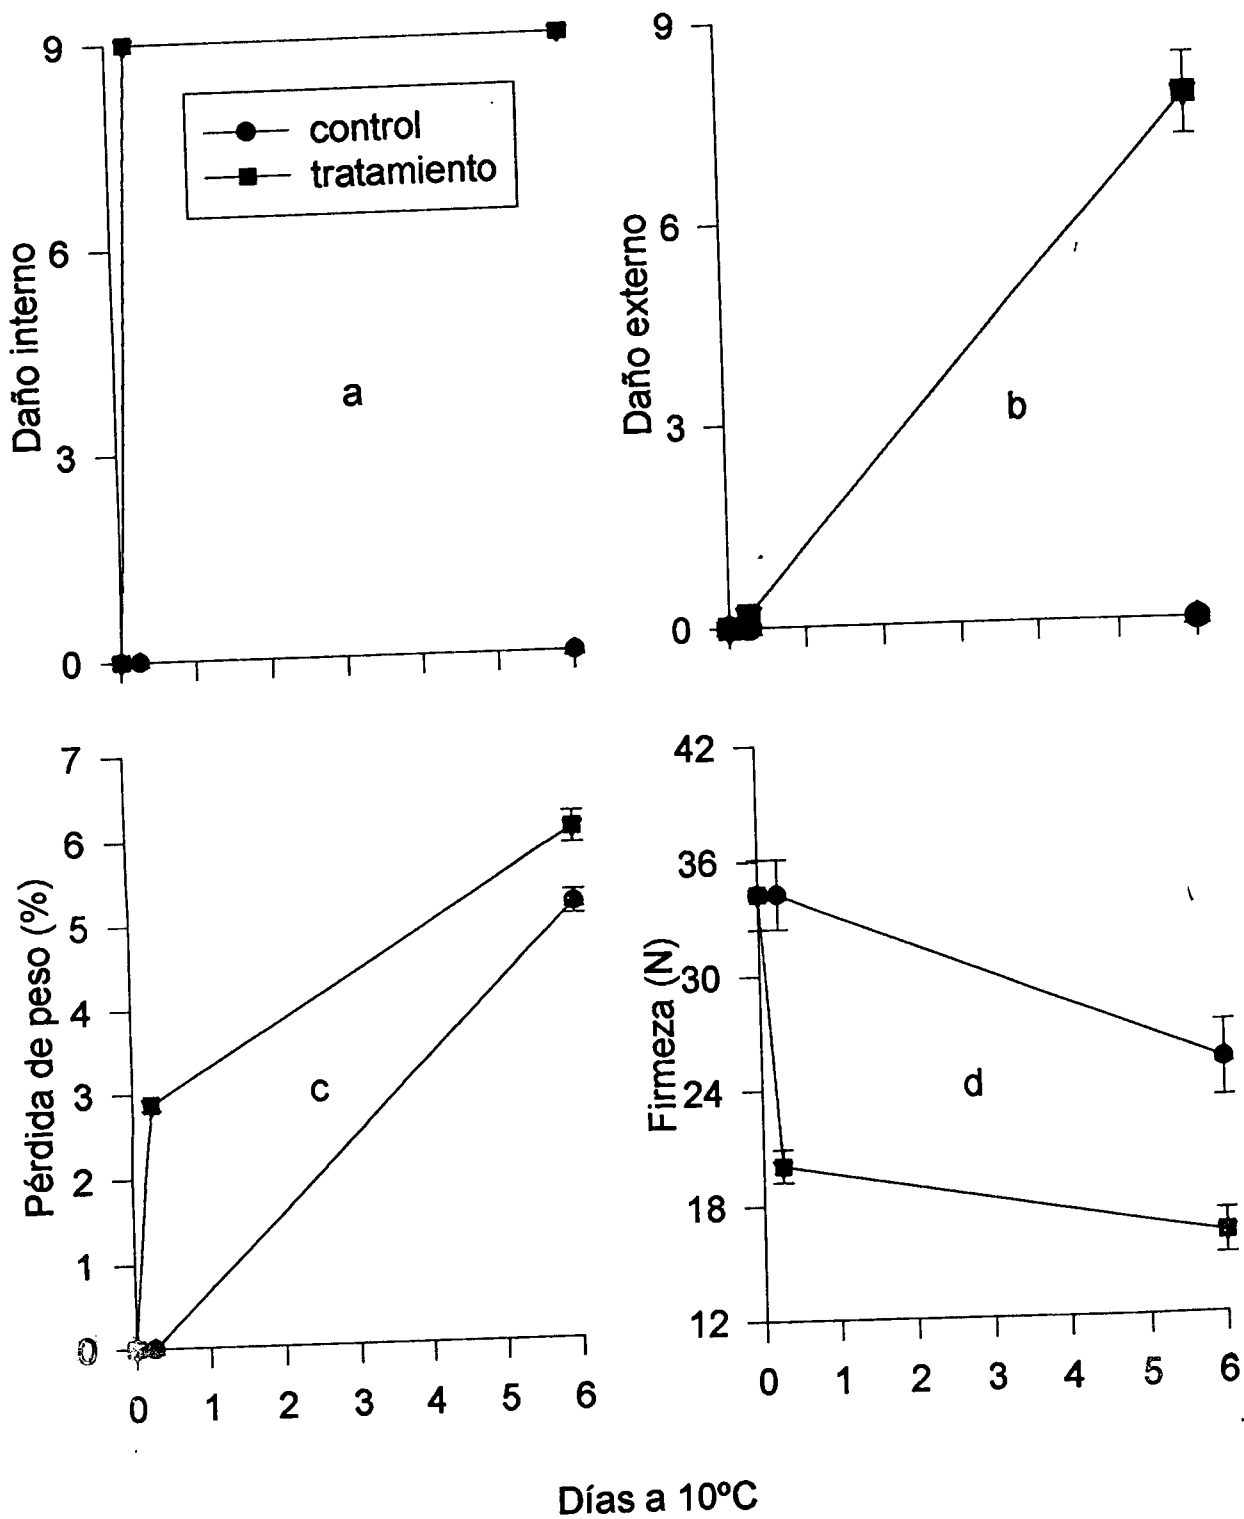 9
6
3
0
Daño interno
control
tratamiento
a
9
6
3
0
Daño externo
b
7
6
5
4
3
2
1
0
Pérdida de peso (%)
c
0 1 2 3 4 5 6
42
36
30
24
18
12
Firmeza (N)
d
0 1 2 3 4 5 6
Días a 10ºC